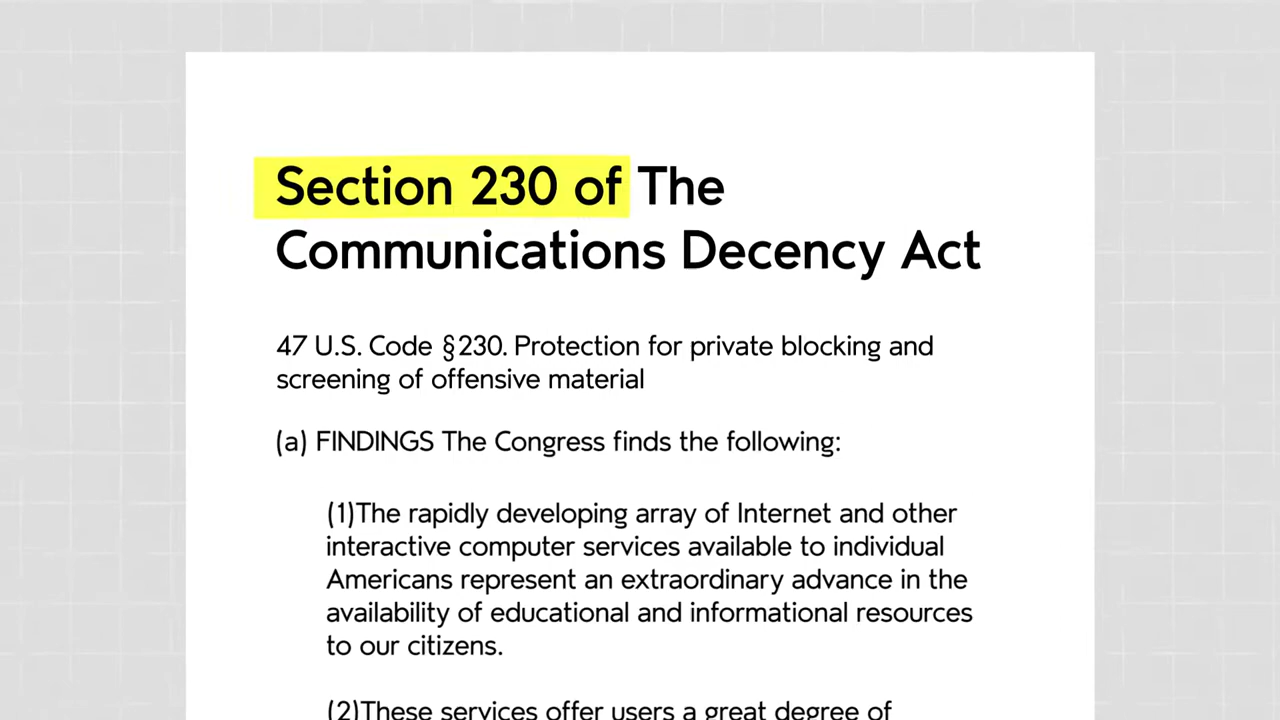 Section 230 of The
Communications Decency Act
47 U.S. Code §230. Protection for private blocking and
screening of offensive material
(a) FINDINGS The Congress finds the following:
(1)The rapidly developing array of Internet and other
interactive computer services available to individual
Americans represent an extraordinary advance in the
availability of educational and informational resources
to our citizens.
(2)These services offer users a great degree of